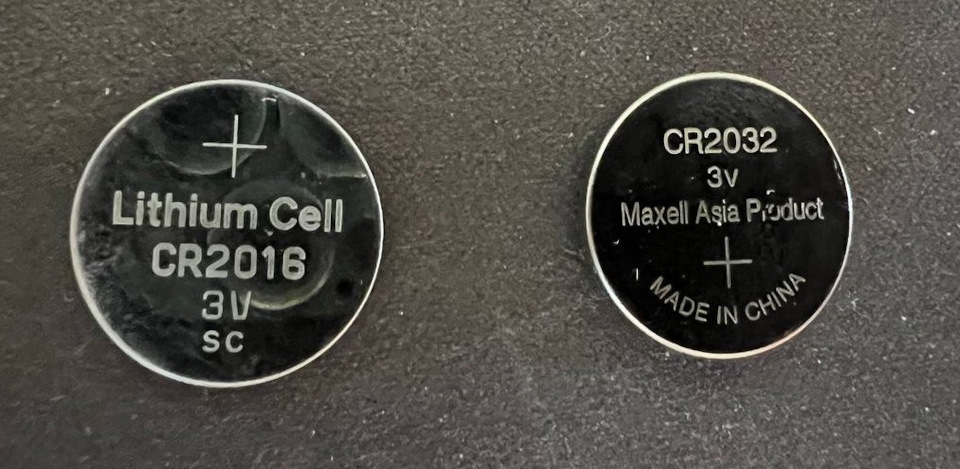 +
Lithium Cell
CR2016
3V
SC
CR2032
3v
Maxell Asia Product
+
MADE IN CHINA